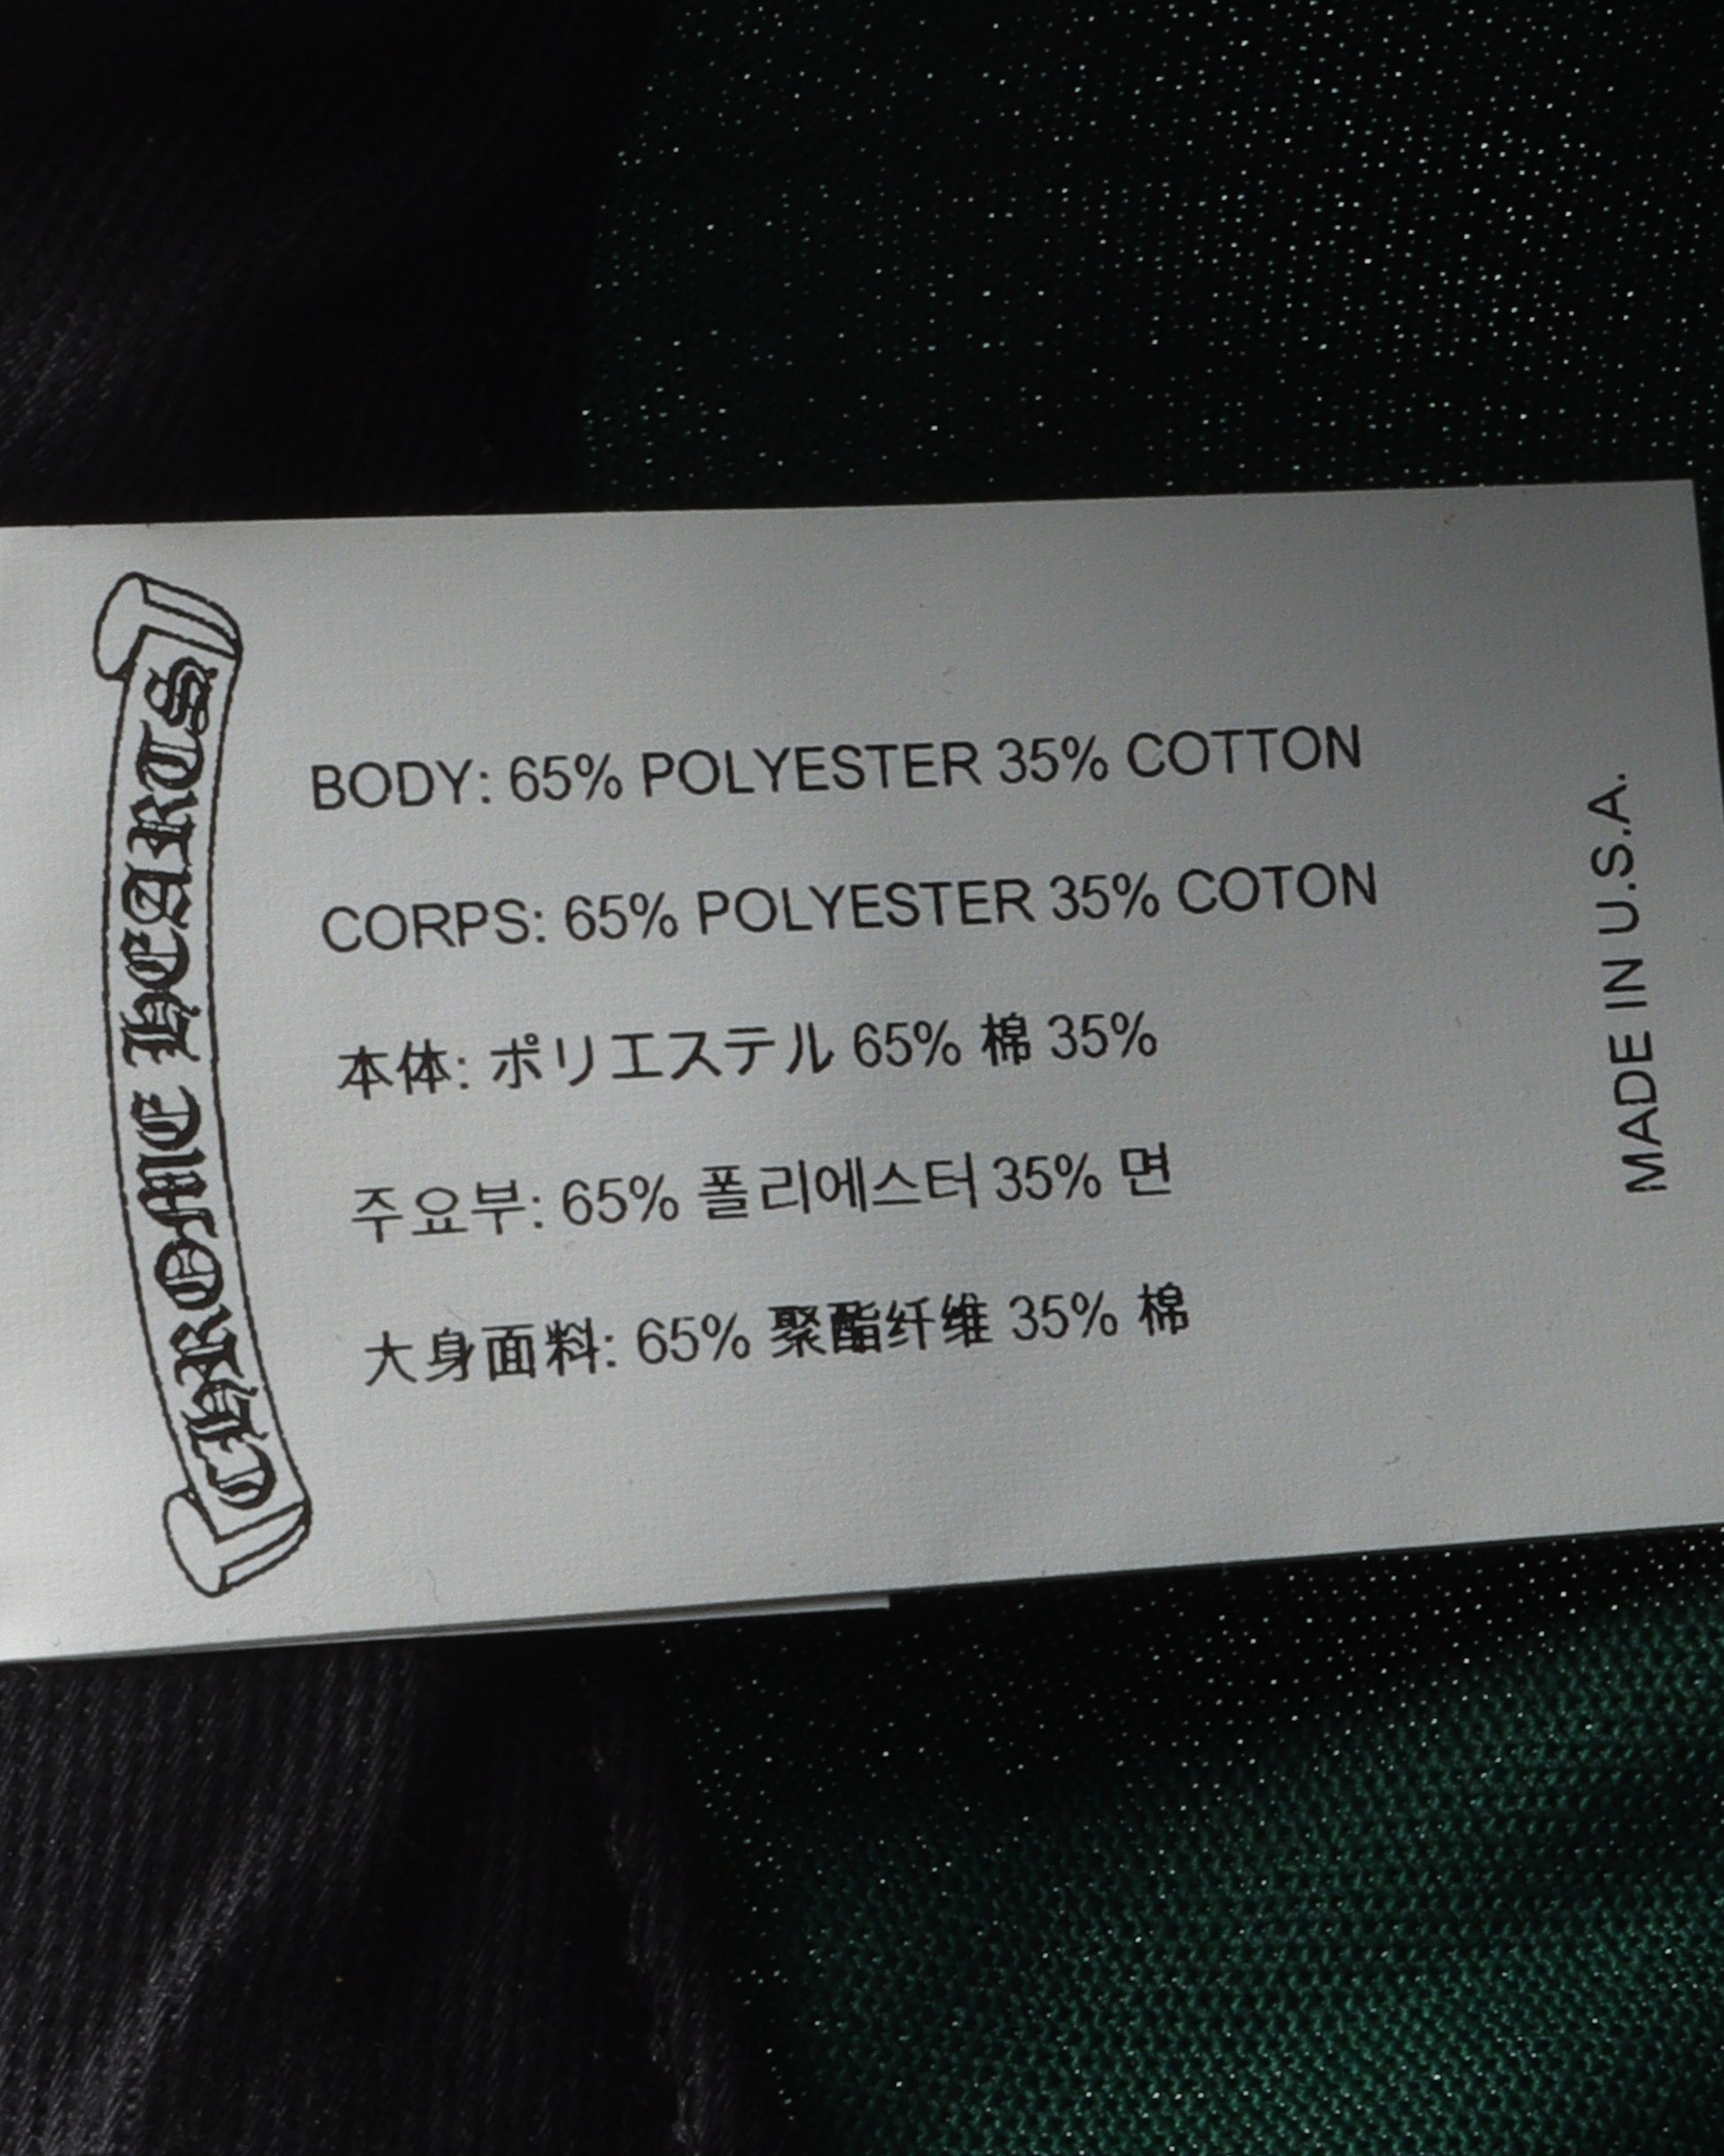 CHROME HEARTS
BODY: 65% POLYESTER 35% COTTON
CORPS: 65% POLYESTER 35% COTON
本体: ポリエステル 65% 棉 35%
주요부: 65% 폴리에스터 35% 면
大身面料: 65% 聚酯纤维 35% 棉
MADE IN U.S.A.